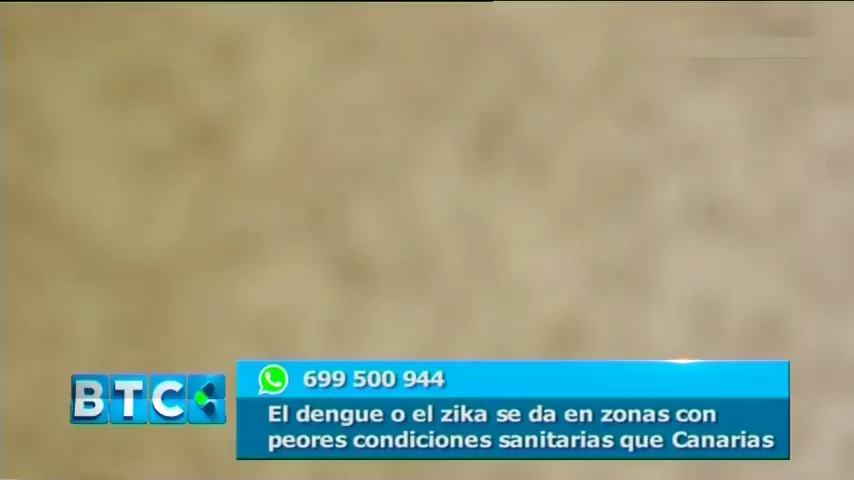 699 500 944
BTC
El dengue o el zika se da en zonas con
peores condiciones sanitarias que Canarias